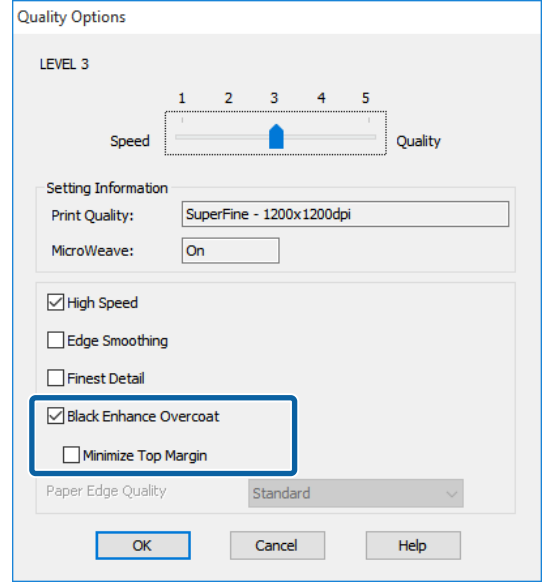 Quality Options
LEVEL 3
1 2 3 4 5
Speed Quality
Setting Information
Print Quality: SuperFine - 1200x1200dpi
MicroWeave: On
High Speed
Edge Smoothing
Finest Detail
Black Enhance Overcoat
Minimize Top Margin
Paper Edge Quality Standard
OK Cancel Help